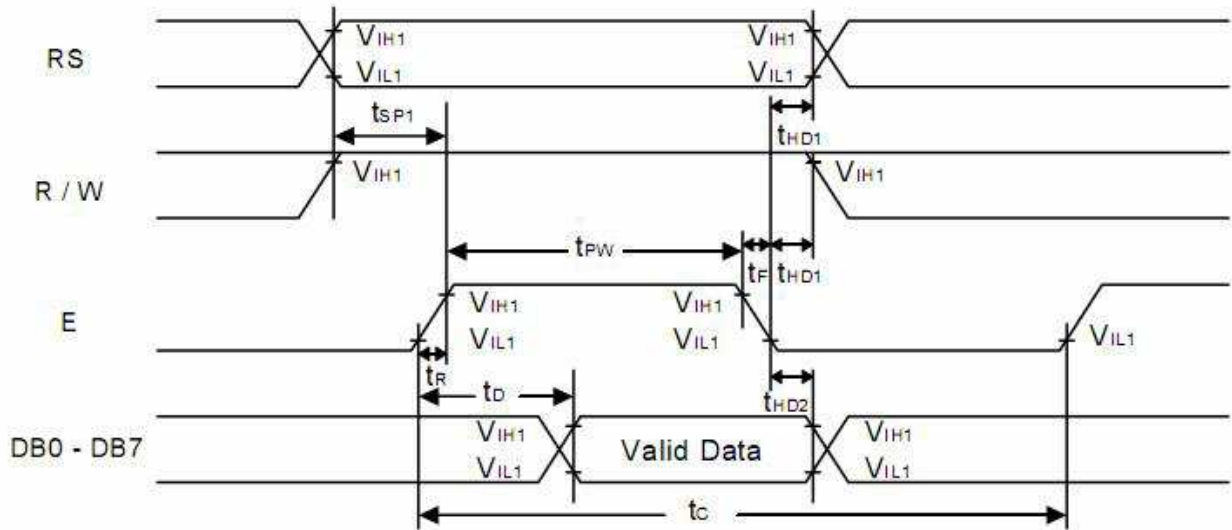 RS
VIH1
VIL1
VIH1
VIL1
tSP1
tHD1
R / W
VIH1
VIH1
tPW
tF
tHD1
E
VIH1
VIL1
VIH1
VIL1
VIL1
tR
tD
tHD2
DB0 - DB7
VIH1
VIL1
Valid Data
VIH1
VIL1
tC